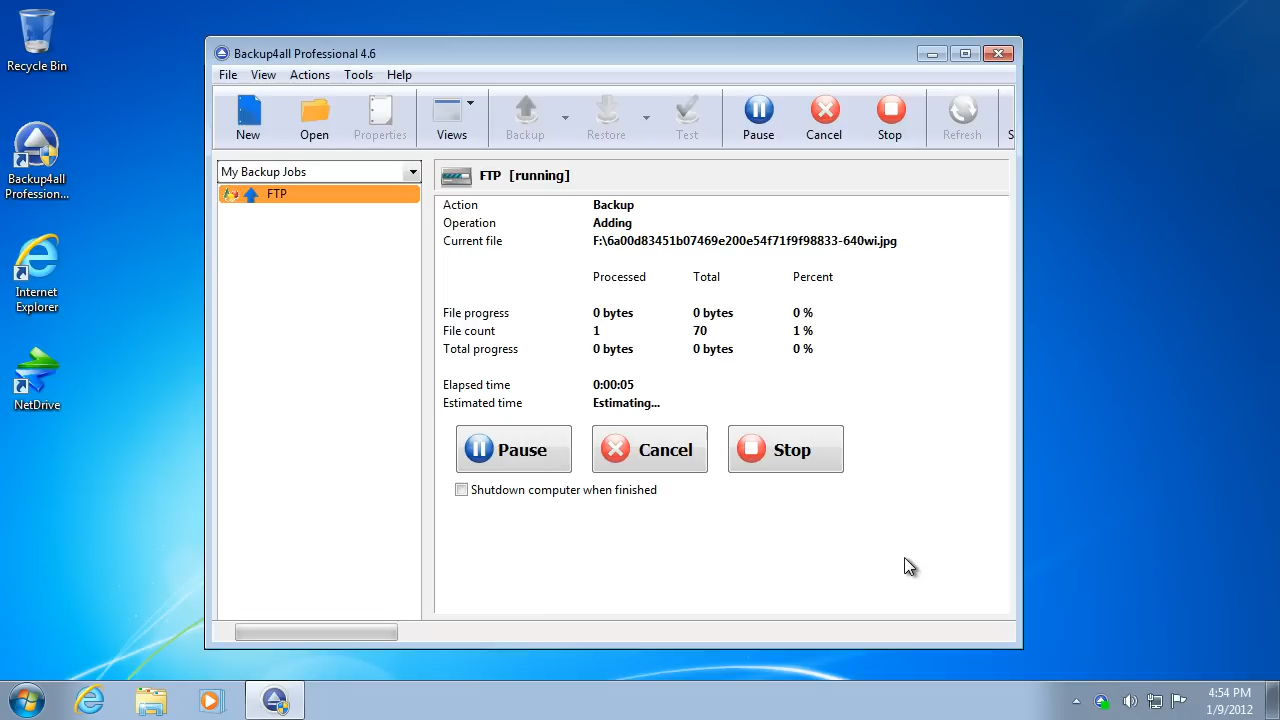 Recycle Bin
Backup4all
Profession...
Internet
Explorer
NetDrive
Backup4all Professional 4.6
File View Actions Tools Help
New Open Properties Views Backup Restore Test Pause Cancel Stop Refresh S
My Backup Jobs
FTP
FTP [running]
Action Backup
Operation Adding
Current file F:\6a00d83451b07469e200e54f71f9f98833-640wi.jpg
Processed Total Percent
File progress 0 bytes 0 bytes 0 %
File count 1 70 1 %
Total progress 0 bytes 0 bytes 0 %
Elapsed time 0:00:05
Estimated time Estimating...
Pause Cancel Stop
Shutdown computer when finished
4:54 PM
1/9/2012